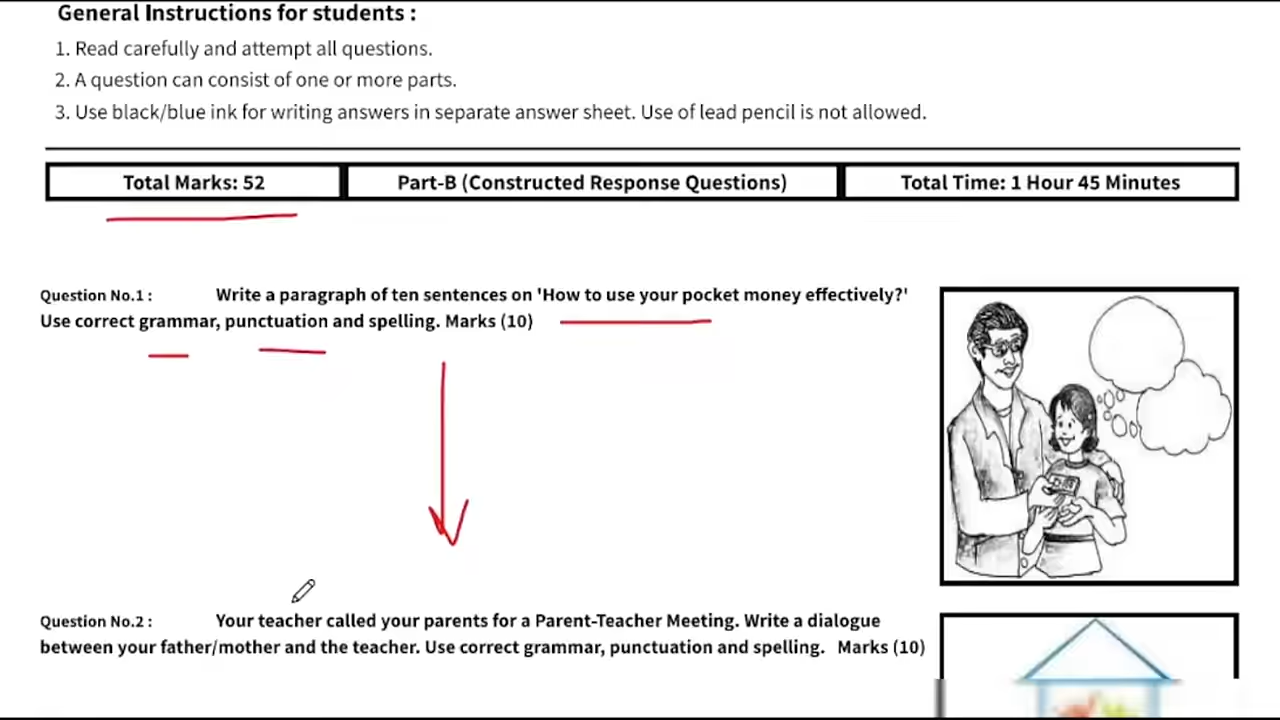 General Instructions for students :
1. Read carefully and attempt all questions.
2. A question can consist of one or more parts.
3. Use black/blue ink for writing answers in separate answer sheet. Use of lead pencil is not allowed.
Total Marks: 52
Part-B (Constructed Response Questions)
Total Time: 1 Hour 45 Minutes
Question No.1 : Write a paragraph of ten sentences on 'How to use your pocket money effectively?'
Use correct grammar, punctuation and spelling. Marks (10)
Question No.2 : Your teacher called your parents for a Parent-Teacher Meeting. Write a dialogue
between your father/mother and the teacher. Use correct grammar, punctuation and spelling. Marks (10)